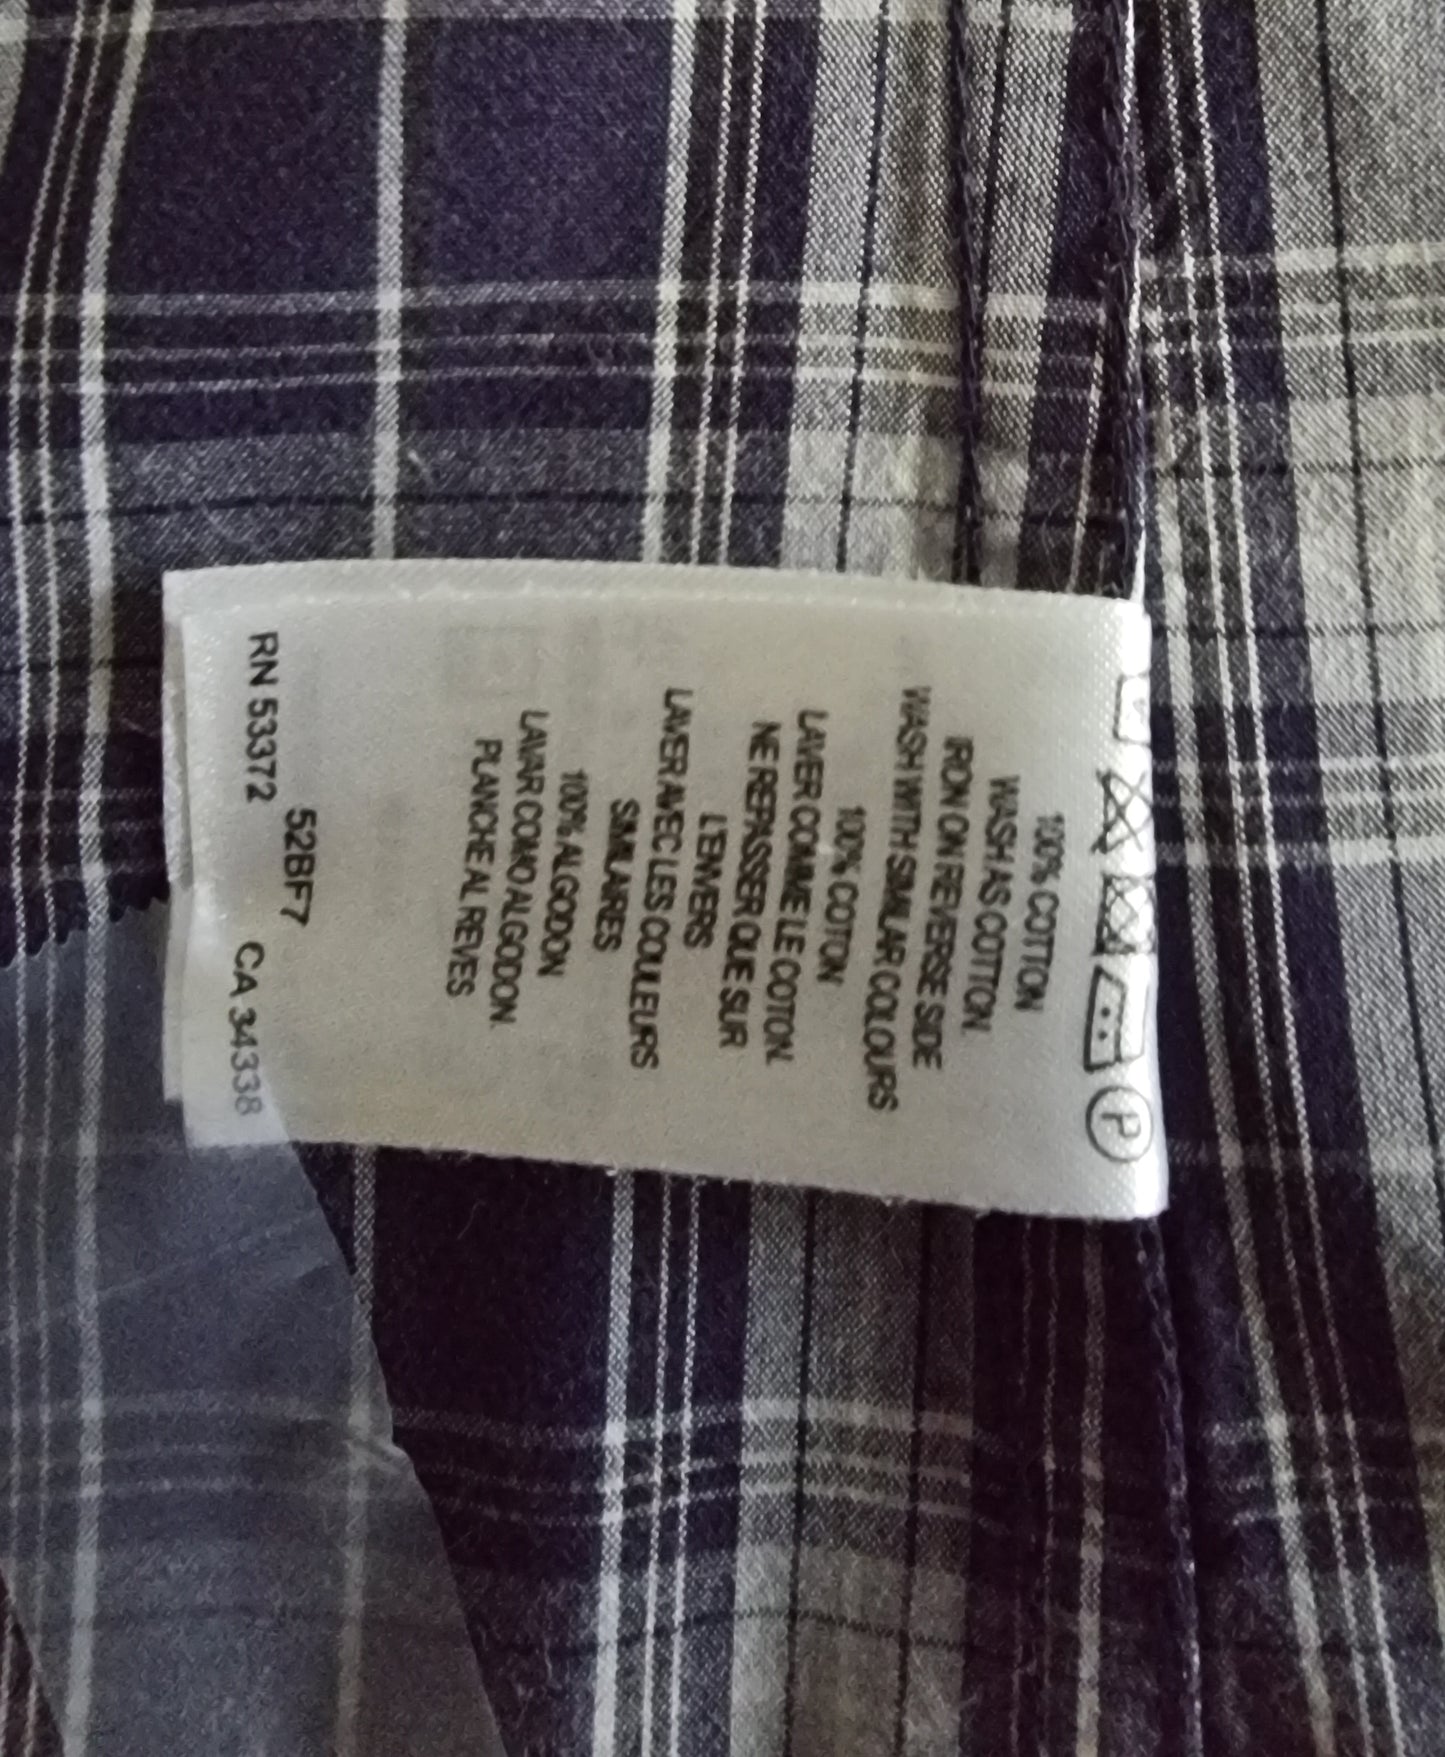 P
100% COTTON
WASH AS COTTON.
IRON ON REVERSE SIDE
WASH WITH SIMILAR COLOURS
100% COTON
LAVER COMME LE COTON.
NE REPASSER QUE SUR
L'ENVERS
LAVER AVEC LES COULEURS
SIMILAIRES
100% ALGODON
LAVAR COMO ALGODON.
PLANCHE AL REVES
52BF7
RN 53372 CA 34338